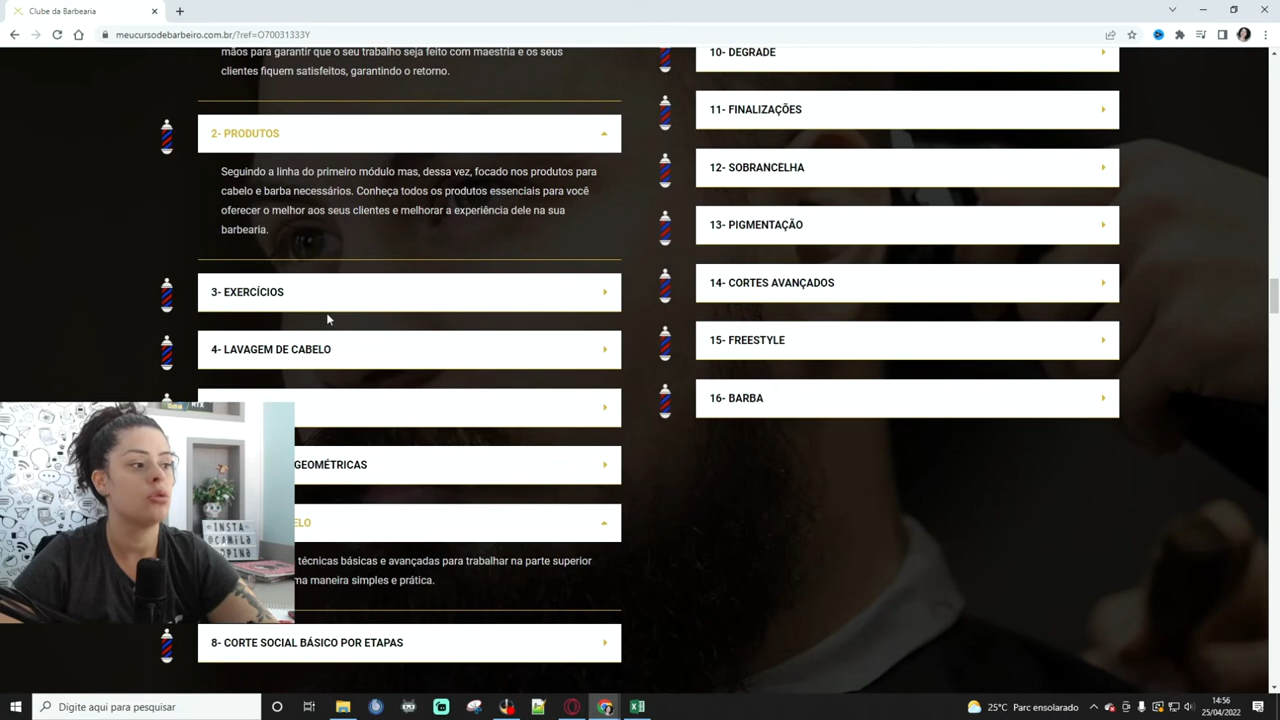 Clube da Barbearia
meucursodebarbeiro.com.br/?ref=O70031333Y
mãos para garantir que o seu trabalho seja feito com maestria e os seus
clientes fiquem satisfeitos, garantindo o retorno.
2- PRODUTOS
Seguindo a linha do primeiro módulo mas, dessa vez, focado nos produtos para
cabelo e barba necessários. Conheça todos os produtos essenciais para você
oferecer o melhor aos seus clientes e melhorar a experiência dele na sua
barbearia.
3- EXERCÍCIOS
4- LAVAGEM DE CABELO
GEOMÉTRICAS
ELO
técnicas básicas e avançadas para trabalhar na parte superior
ma maneira simples e prática.
8- CORTE SOCIAL BÁSICO POR ETAPAS
10- DEGRADE
11- FINALIZAÇÕES
12- SOBRANCELHA
13- PIGMENTAÇÃO
14- CORTES AVANÇADOS
15- FREESTYLE
16- BARBA
INSTA
@CAMILA
Digite aqui para pesquisar
25°C Parc ensolarado
14:56
25/04/2022